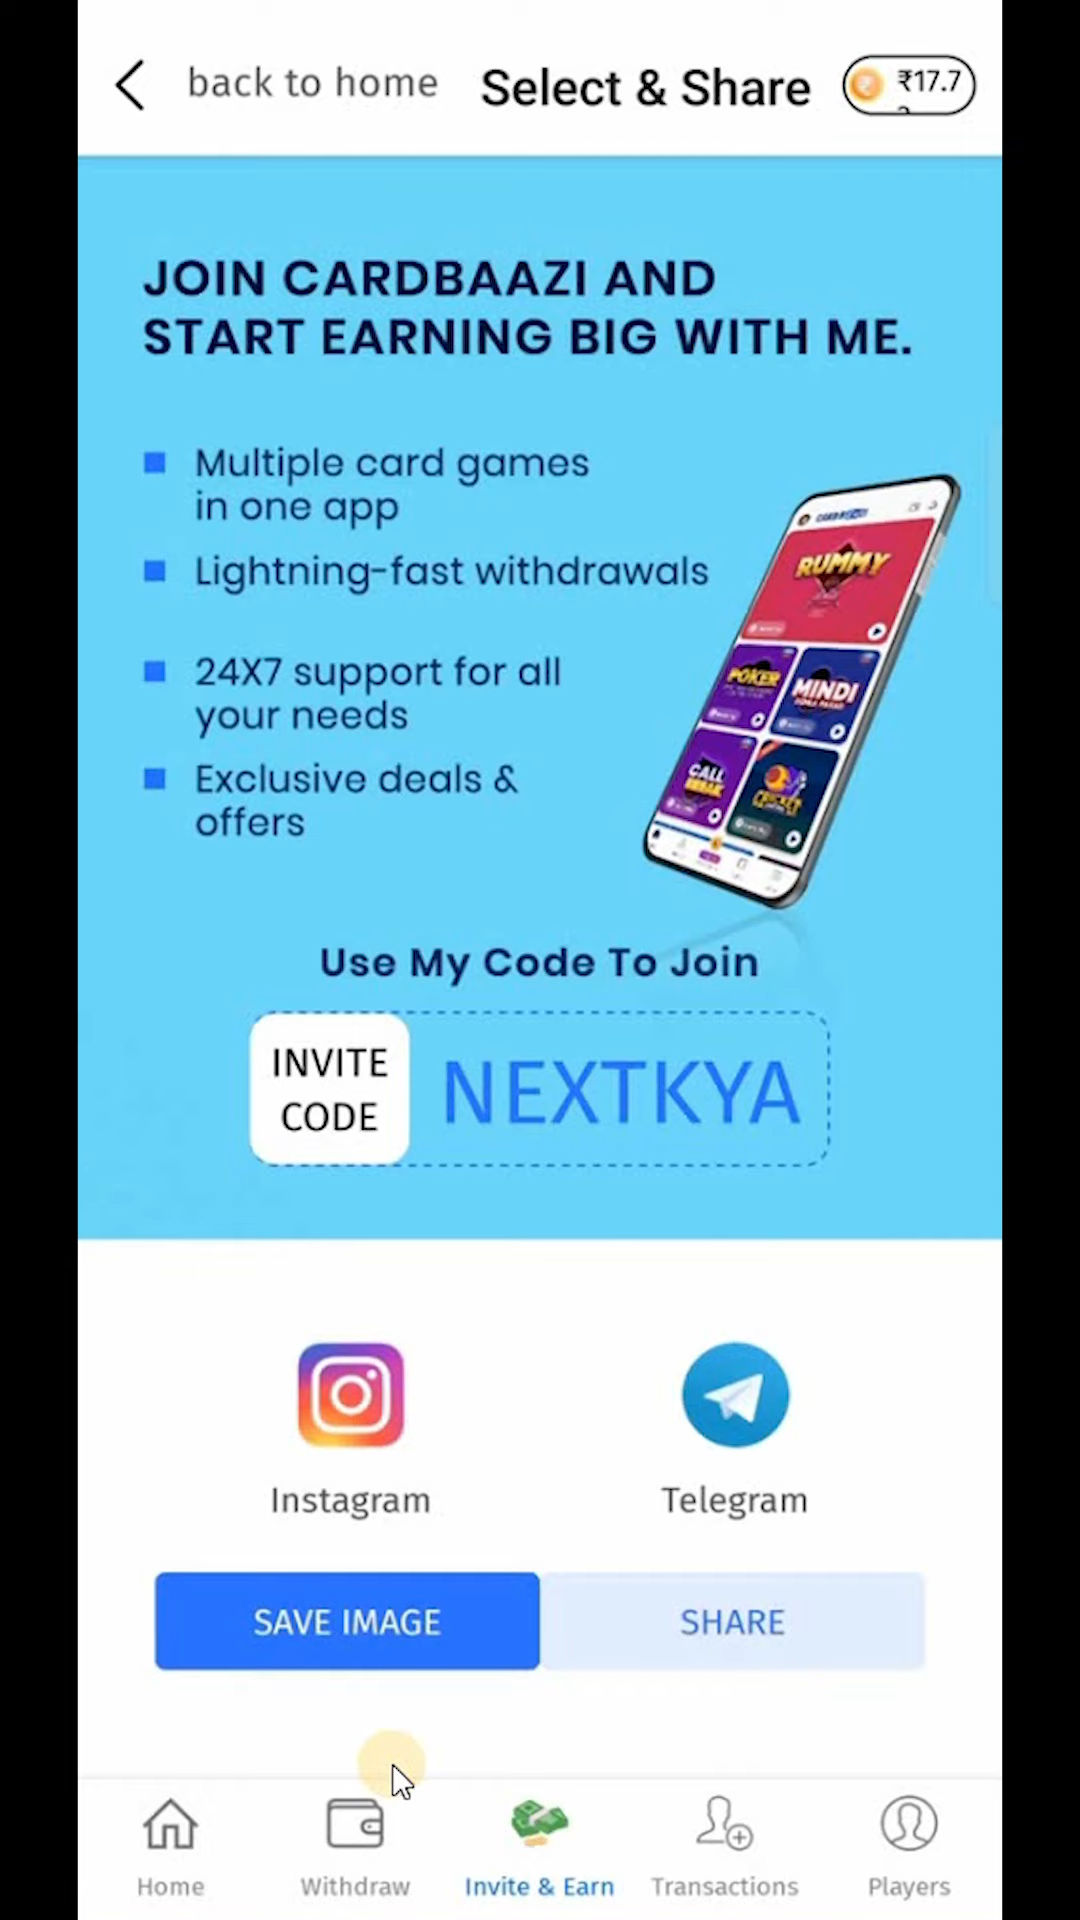 back to home
Select & Share
₹17.7
JOIN CARDBAAZI AND
START EARNING BIG WITH ME.
Multiple card games
in one app
Lightning-fast withdrawals
24X7 support for all
your needs
Exclusive deals &
offers
RUMMY
POKER
MINDI
CALL
BREAK
CRICKET
Use My Code To Join
INVITE
CODE
NEXTKYA
Instagram
Telegram
SAVE IMAGE
SHARE
Home
Withdraw
Invite & Earn
Transactions
Players